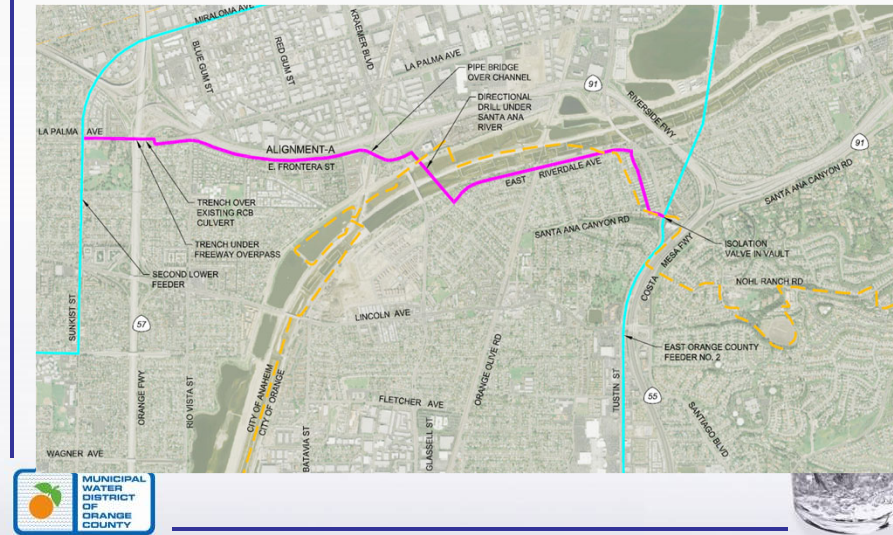 MIRALOMA AVE
BLUE GUM ST
RED GUM ST
KRAEMER BLVD
LA PALMA AVE
PIPE BRIDGE
OVER CHANNEL
DIRECTIONAL
DRILL UNDER
SANTA ANA
RIVER
91
RIVERSIDE FWY
91
LA PALMA AVE
ALIGNMENT-A
E. FRONTERA ST
EAST RIVERDALE AVE
SANTA ANA CANYON RD
TRENCH OVER
EXISTING RCB
CULVERT
TRENCH UNDER
FREEWAY OVERPASS
SECOND LOWER
FEEDER
SANTA ANA CANYON RD
ISOLATION
VALVE IN VAULT
COSTA MESA FWY
NOHL RANCH RD
SUNKIST ST
57
LINCOLN AVE
ORANGE FWY
RIO VISTA ST
CITY OF ANAHEIM
CITY OF ORANGE
BATAVIA ST
FLETCHER AVE
GLASSELL ST
ORANGE OLIVE RD
TUSTIN ST
EAST ORANGE COUNTY
FEEDER NO. 2
55
SANTIAGO BLVD
WAGNER AVE
MUNICIPAL
WATER
DISTRICT
OF
ORANGE
COUNTY